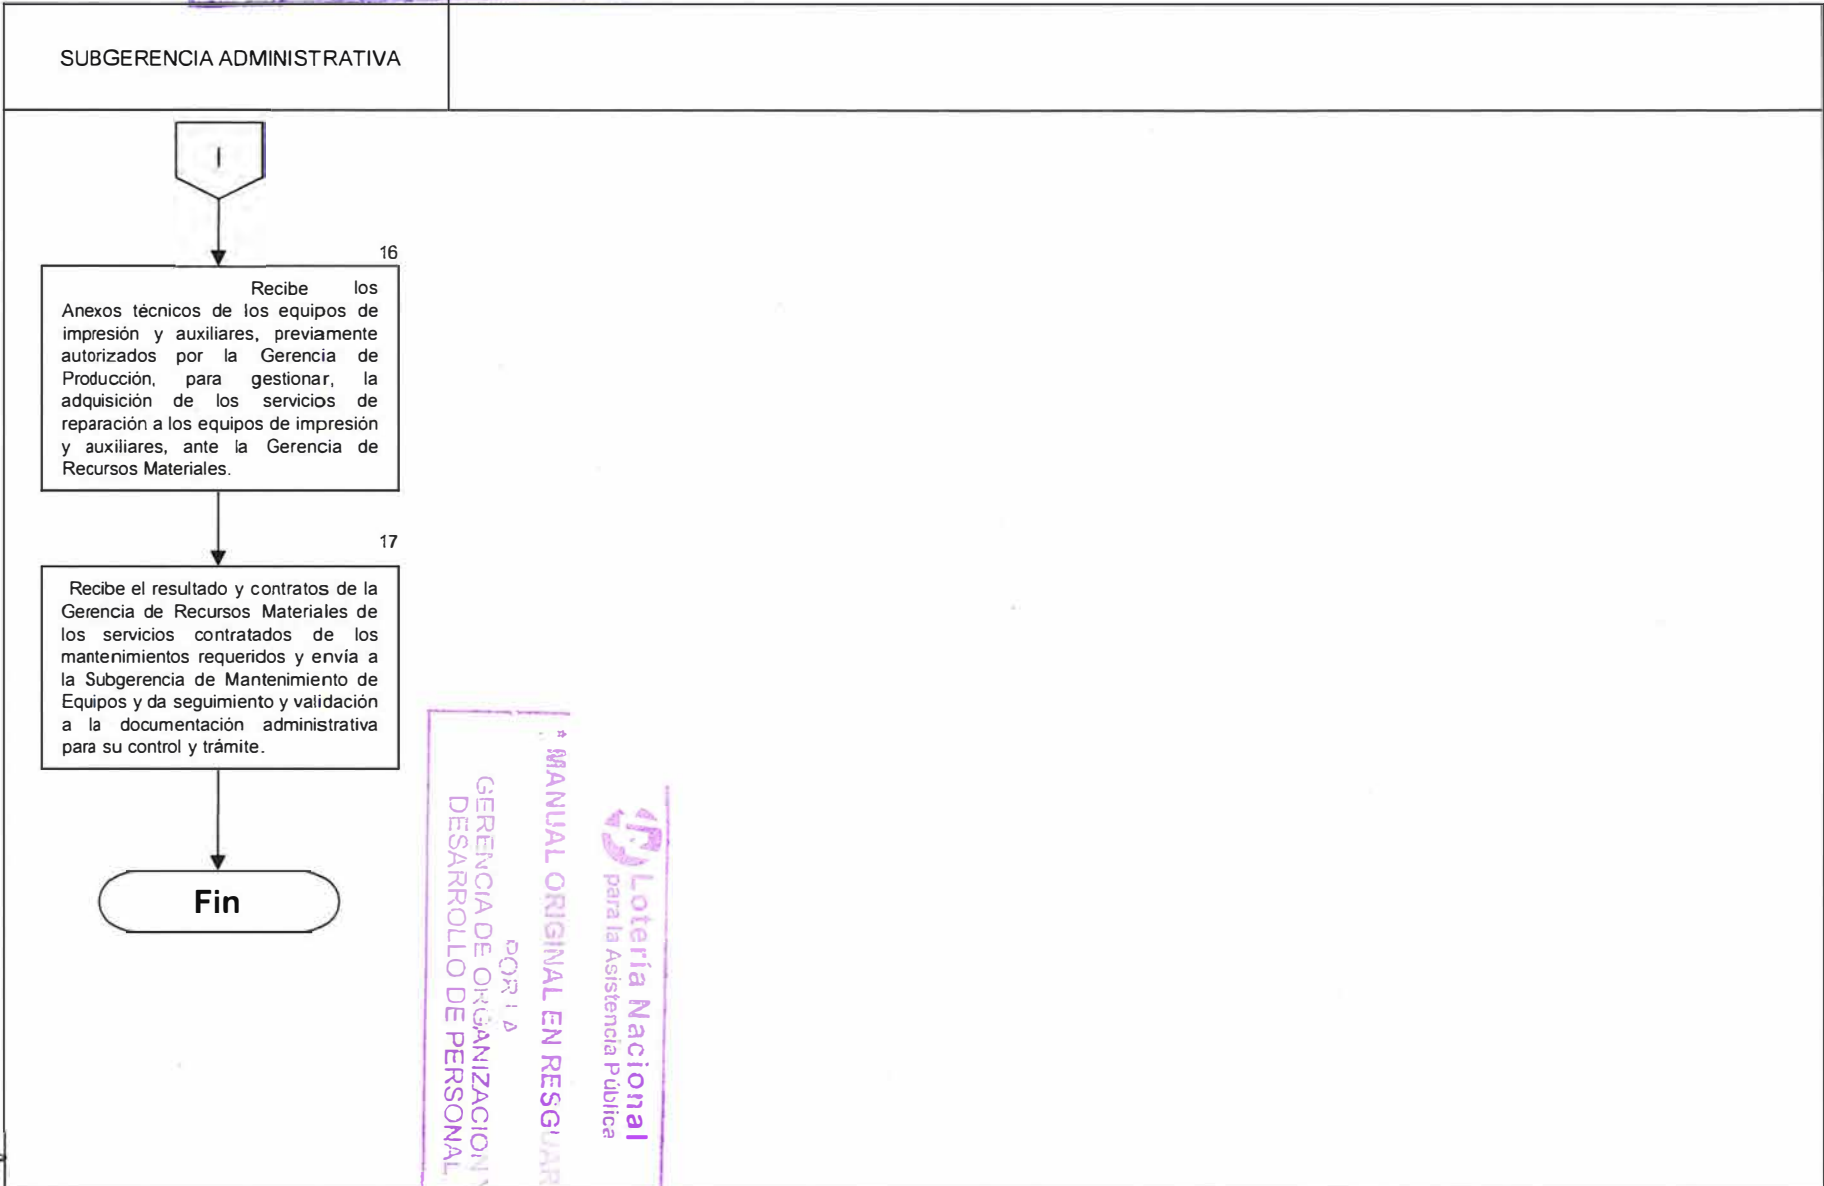 SUBGERENCIA ADMINISTRATIVA
I
16
Recibe los
Anexos técnicos de los equipos de
impresión y auxiliares, previamente
autorizados por la Gerencia de
Producción, para gestionar, la
adquisición de los servicios de
reparación a los equipos de impresión
y auxiliares, ante la Gerencia de
Recursos Materiales.
17
Recibe el resultado y contratos de la
Gerencia de Recursos Materiales de
los servicios contratados de los
mantenimientos requeridos y envía a
la Subgerencia de Mantenimiento de
Equipos y da seguimiento y validación
a la documentación administrativa
para su control y trámite.
Fin
Lotería Nacional
para la Asistencia Pública
* MANUAL ORIGINAL EN RESGUAR
POR LA
GERENCIA DE ORGANIZACION Y
DESARROLLO DE PERSONAL